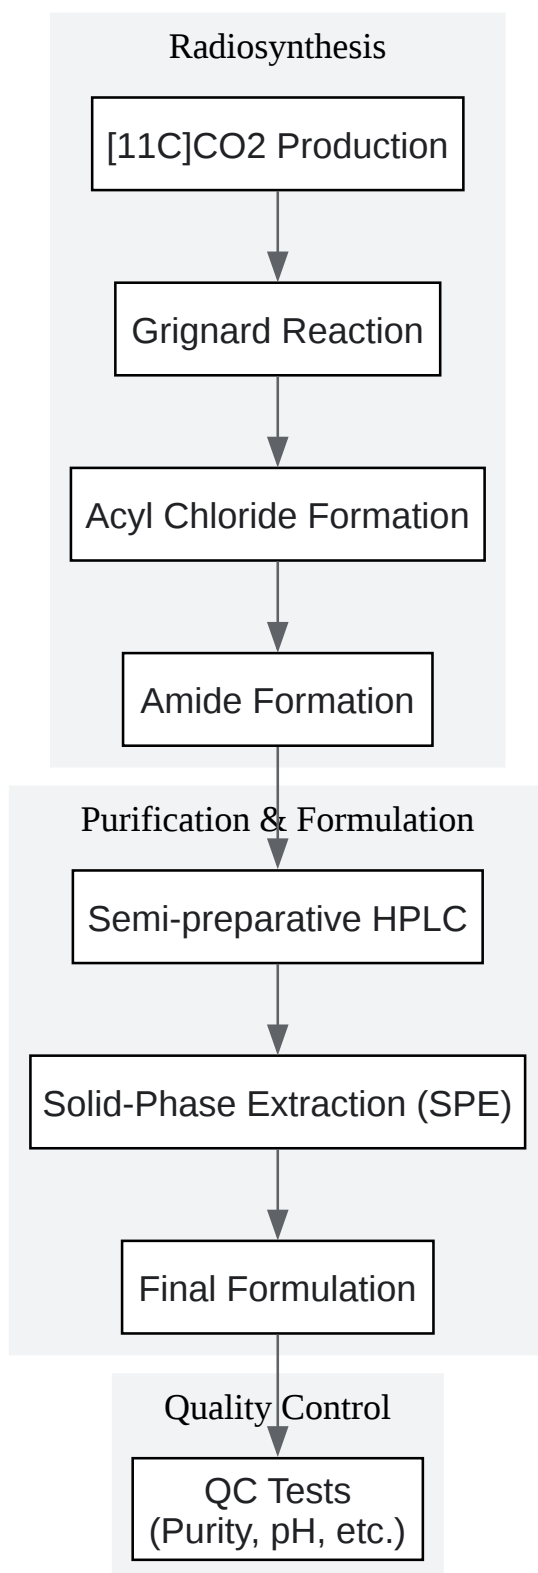 Radiosynthesis
[11C]CO2 Production
Grignard Reaction
Acyl Chloride Formation
Amide Formation
Purification & Formulation
Semi-preparative HPLC
Solid-Phase Extraction (SPE)
Final Formulation
Quality Control
QC Tests
(Purity, pH, etc.)